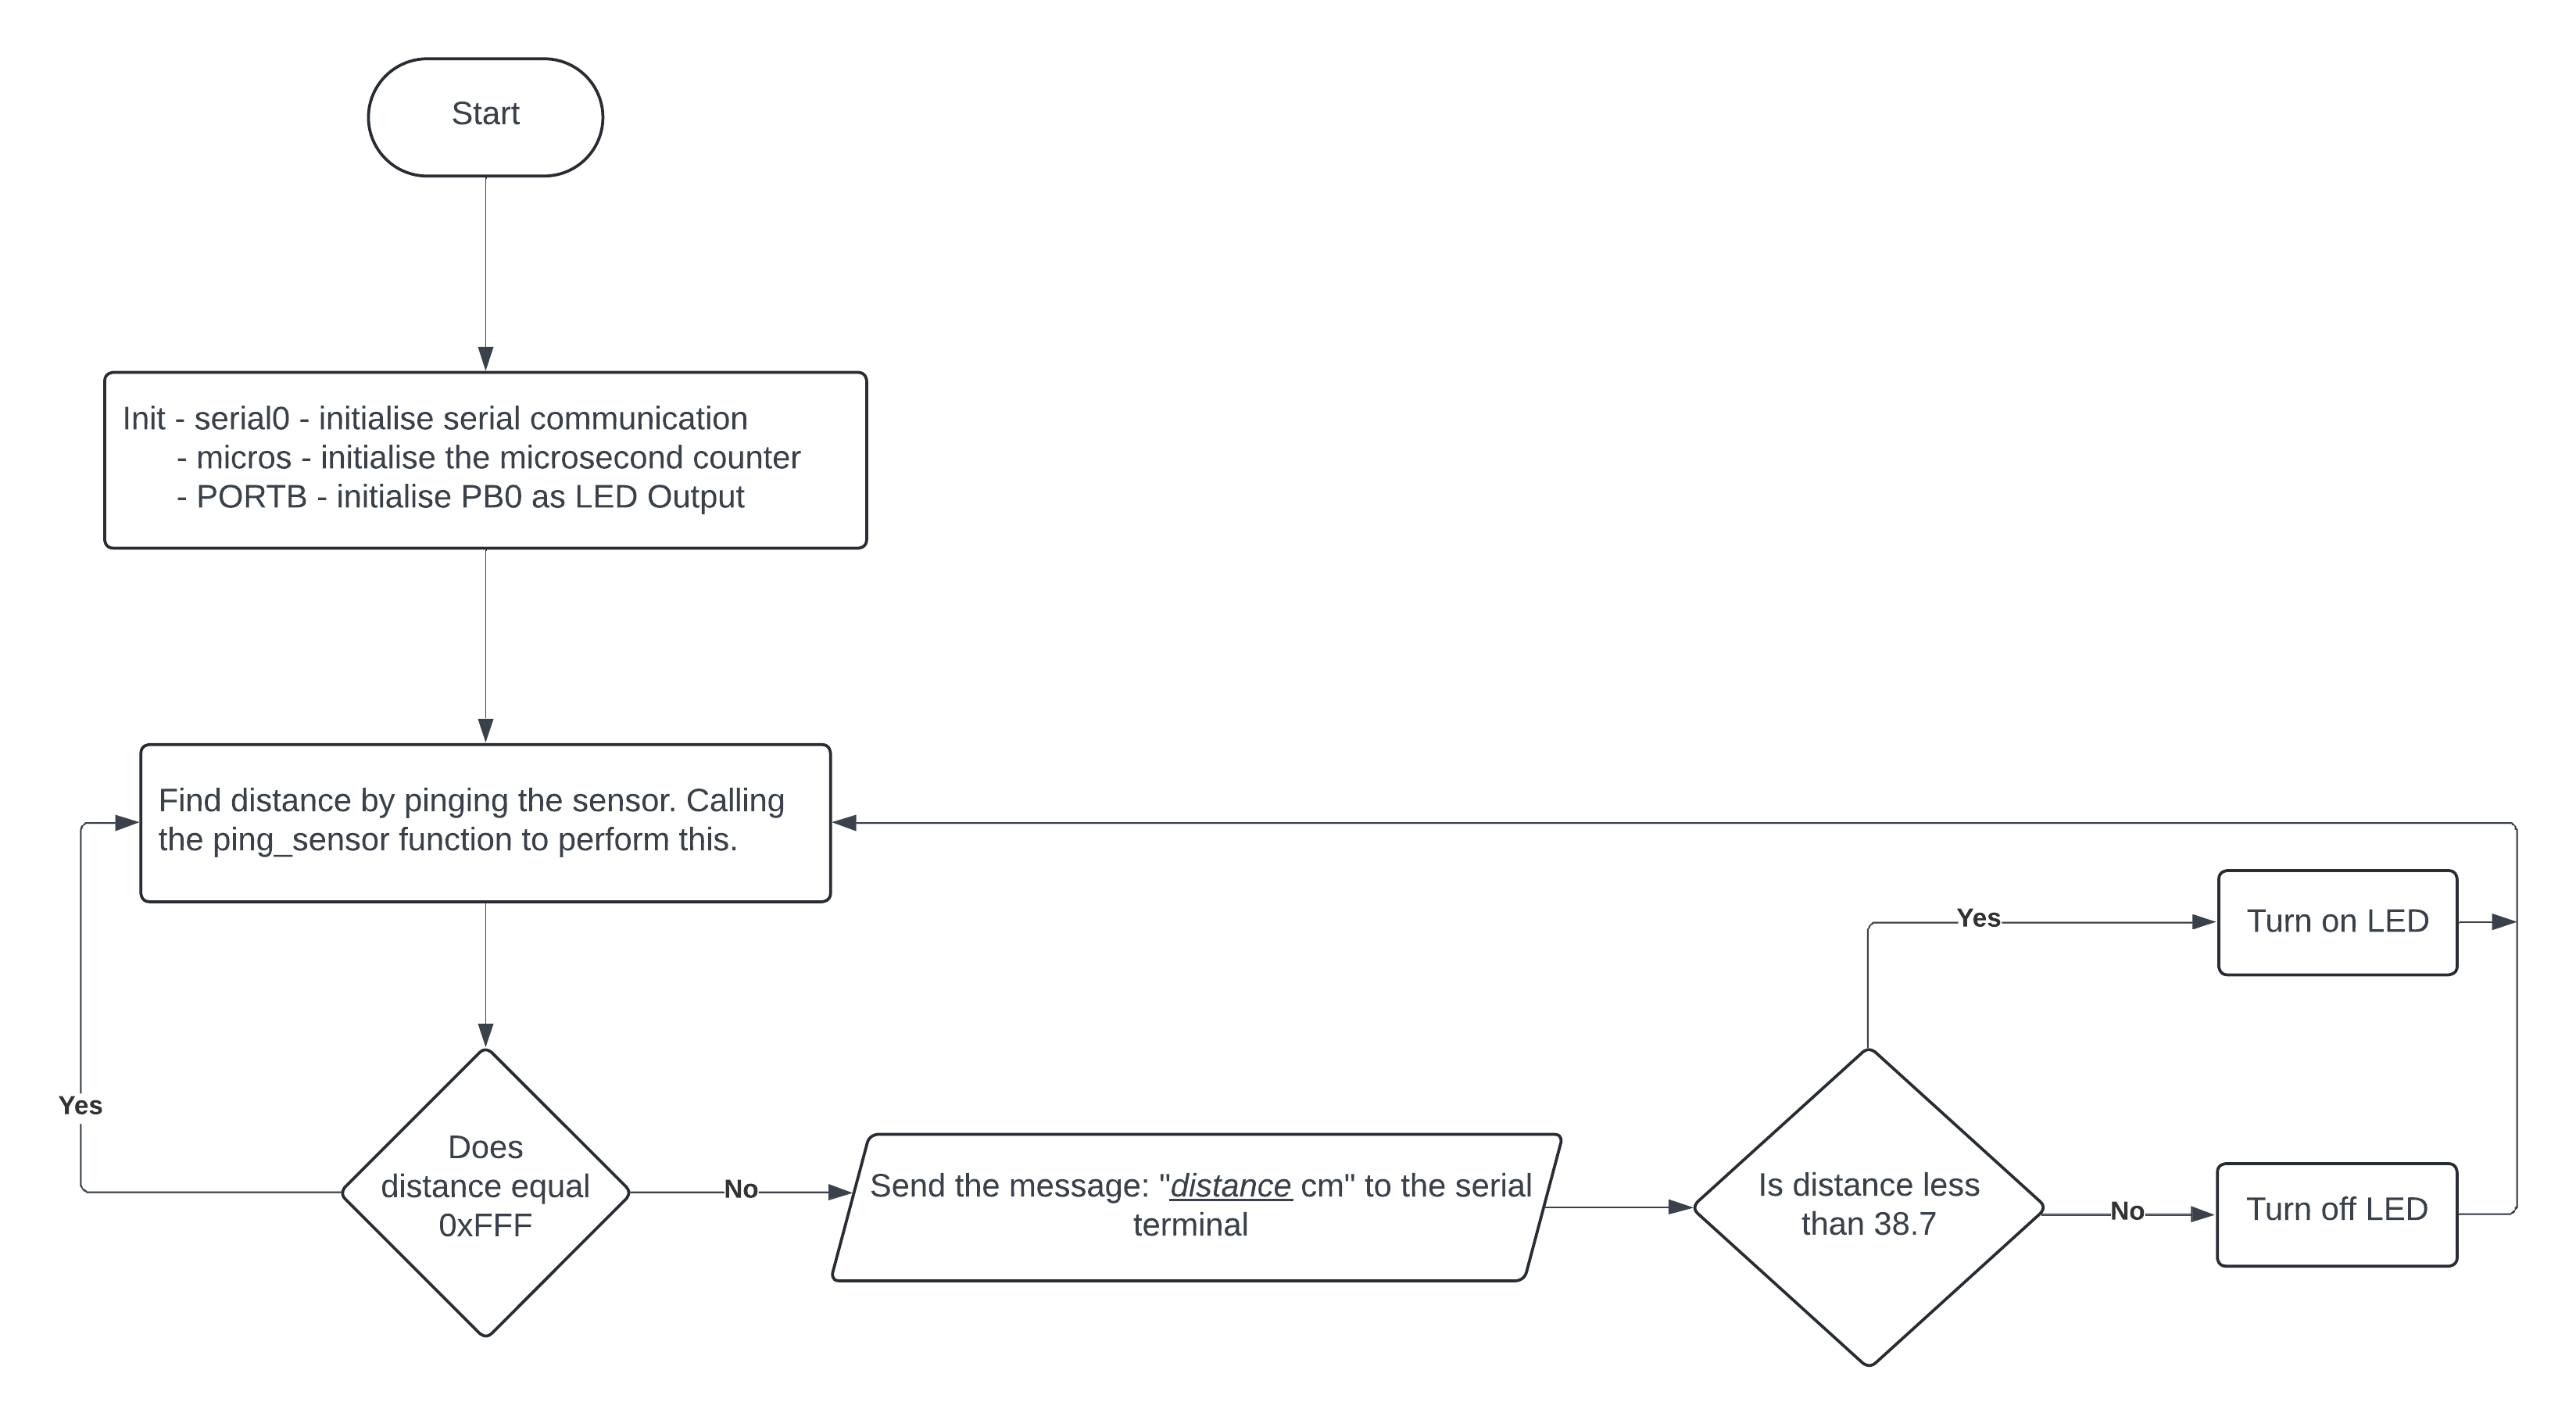 Start
Init - serial0 - initialise serial communication
- micros - initialise the microsecond counter
- PORTB - initialise PB0 as LED Output
Find distance by pinging the sensor. Calling
the ping_sensor function to perform this.
Yes
Does
distance equal
0xFFF
No
Send the message: "distance cm" to the serial
terminal
Is distance less
than 38.7
Yes
Turn on LED
No
Turn off LED